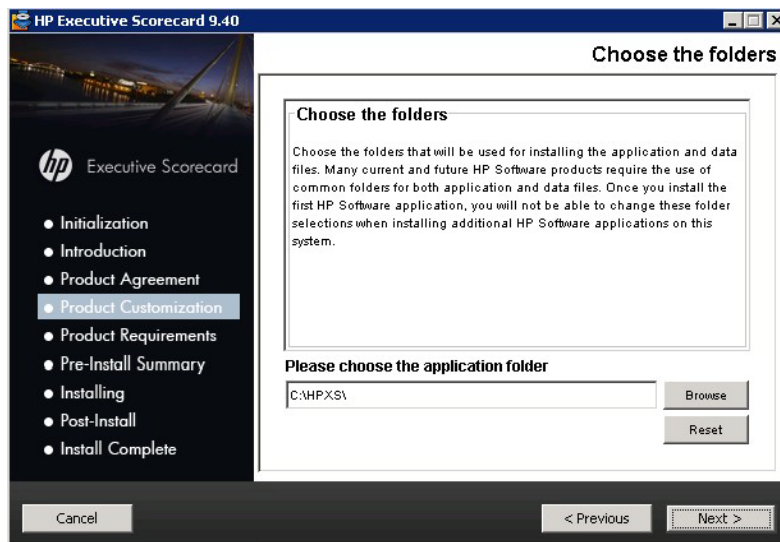 HP Executive Scorecard 9.40
Choose the folders
hp Executive Scorecard
Initialization
Introduction
Product Agreement
Product Customization
Product Requirements
Pre-Install Summary
Installing
Post-Install
Install Complete
Choose the folders
Choose the folders that will be used for installing the application and data
files. Many current and future HP Software products require the use of
common folders for both application and data files. Once you install the
first HP Software application, you will not be able to change these folder
selections when installing additional HP Software applications on this
system.
Please choose the application folder
C:\HPXS\
Browse
Reset
Cancel
< Previous
Next >